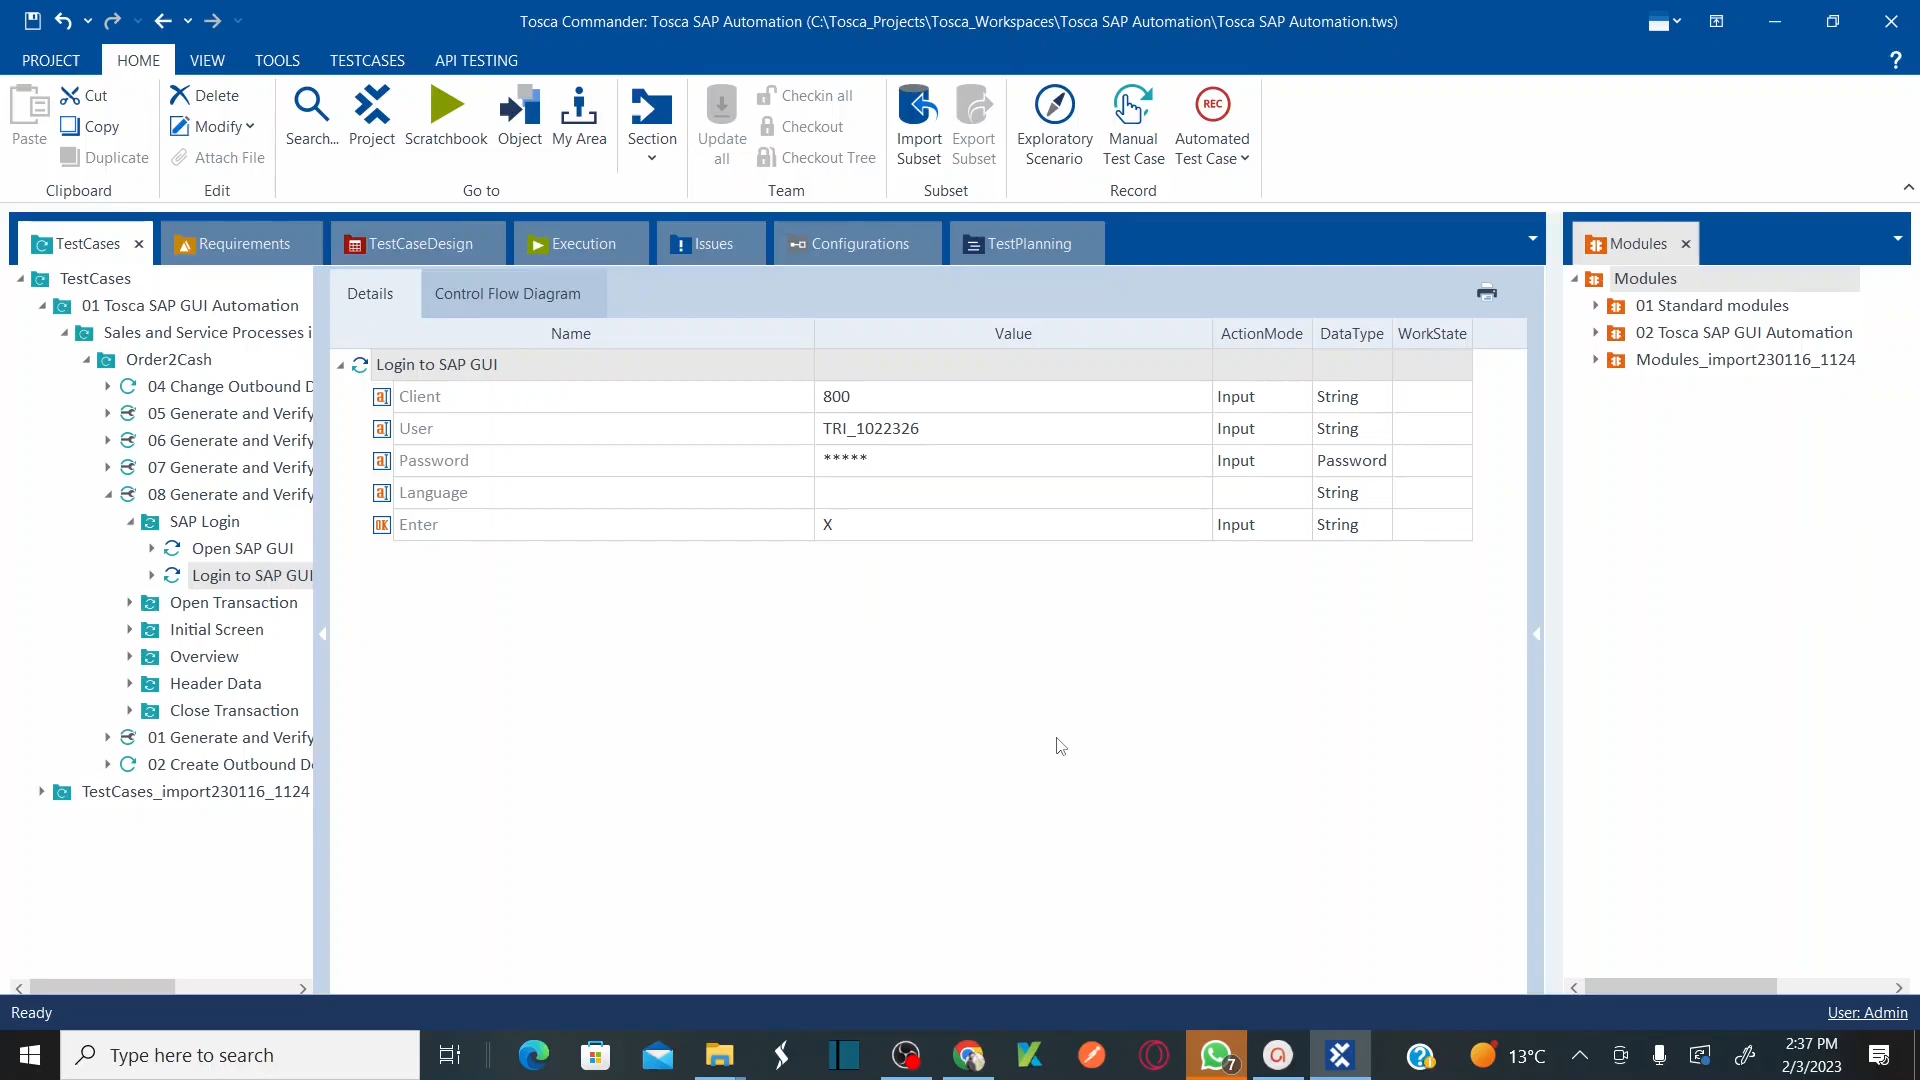 Tosca Commander: Tosca SAP Automation (C:\Tosca_Projects\Tosca_Workspaces\Tosca SAP Automation\Tosca SAP Automation.tws)
PROJECT HOME VIEW TOOLS TESTCASES API TESTING ?
Paste Cut Copy Duplicate
Clipboard
Delete Modify Attach File
Edit
Search... Project Scratchbook Object My Area
Go to
Section
Update all Checkin all Checkout Checkout Tree
Team
Import Subset Export Subset
Subset
Exploratory Scenario Manual Test Case REC Automated Test Case
Record
TestCases Requirements TestCaseDesign Execution Issues Configurations TestPlanning
TestCases
01 Tosca SAP GUI Automation
Sales and Service Processes i
Order2Cash
04 Change Outbound D
05 Generate and Verify
06 Generate and Verify
07 Generate and Verify
08 Generate and Verify
SAP Login
Open SAP GUI
Login to SAP GUI
Open Transaction
Initial Screen
Overview
Header Data
Close Transaction
01 Generate and Verify
02 Create Outbound De
TestCases_import230116_1124
Details Control Flow Diagram
Name Value ActionMode DataType WorkState
Login to SAP GUI
Client 800 Input String
User TRI_1022326 Input String
Password ***** Input Password
Language String
OK Enter X Input String
Modules
Modules
01 Standard modules
02 Tosca SAP GUI Automation
Modules_import230116_1124
Ready
User: Admin
Type here to search
7
13°C
2:37 PM
2/3/2023